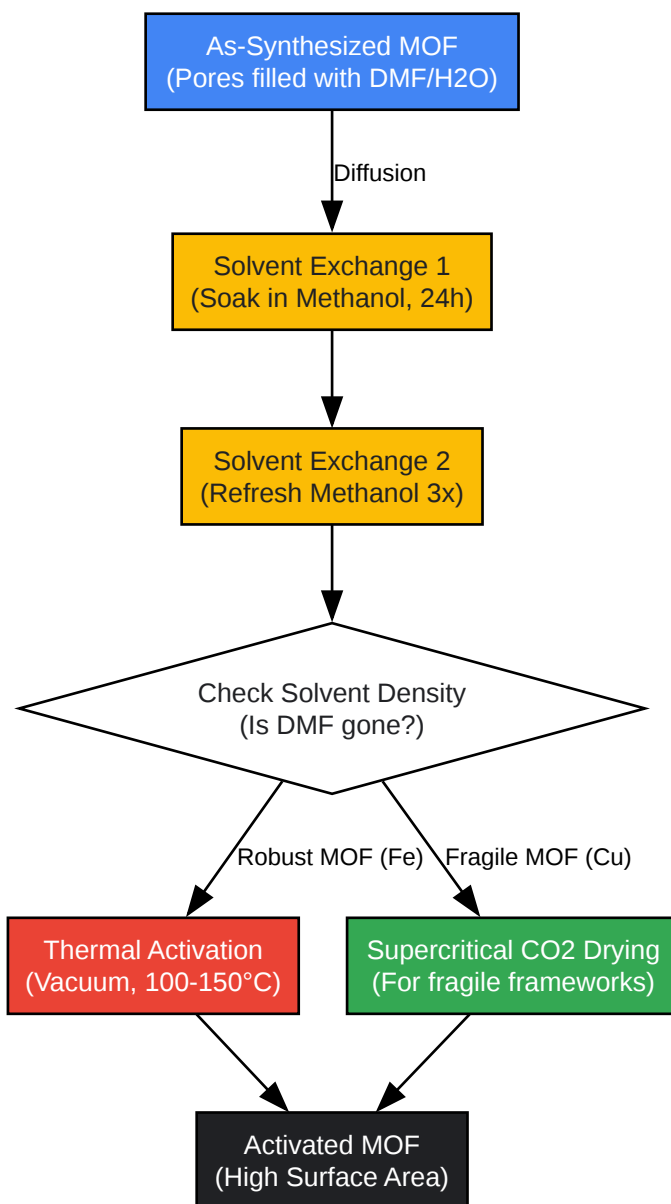 As-Synthesized MOF
(Pores filled with DMF/H2O)
Diffusion
Solvent Exchange 1
(Soak in Methanol, 24h)
Solvent Exchange 2
(Refresh Methanol 3x)
Check Solvent Density
(Is DMF gone?)
Robust MOF (Fe)
Fragile MOF (Cu)
Thermal Activation
(Vacuum, 100-150°C)
Supercritical CO2 Drying
(For fragile frameworks)
Activated MOF
(High Surface Area)